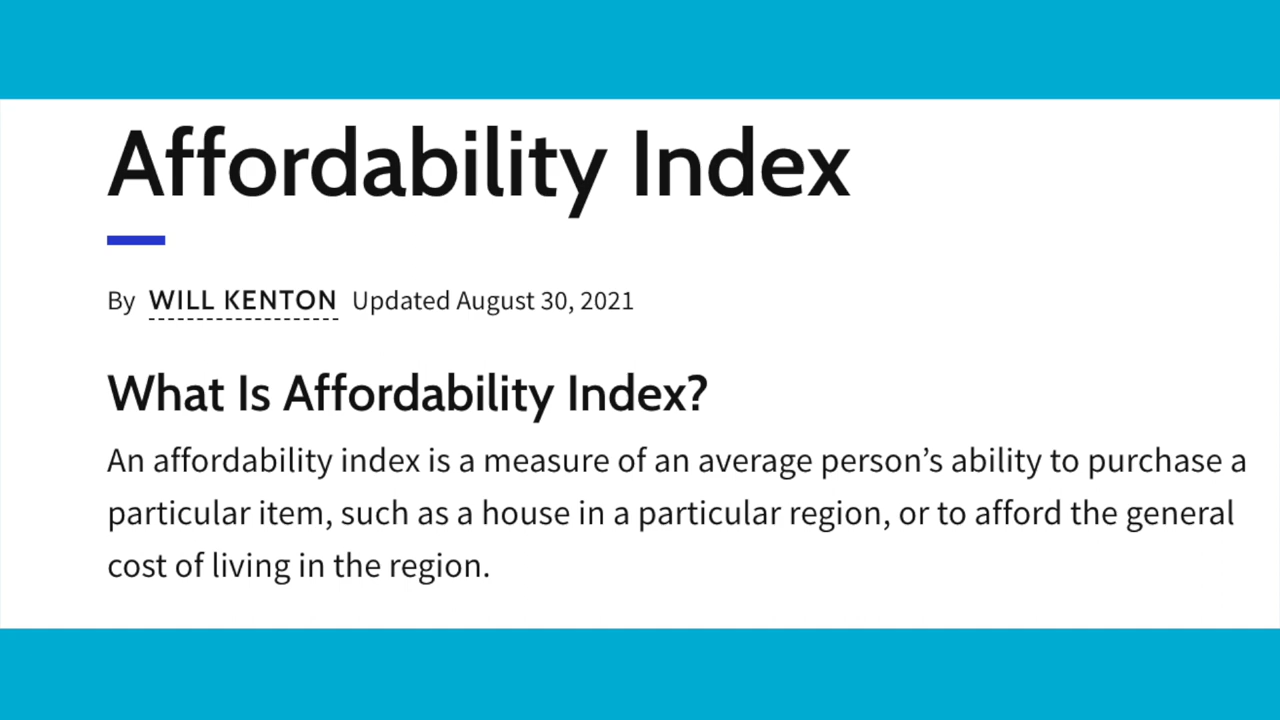 Affordability Index
By WILL KENTON Updated August 30, 2021
What Is Affordability Index?
An affordability index is a measure of an average person’s ability to purchase a
particular item, such as a house in a particular region, or to afford the general
cost of living in the region.